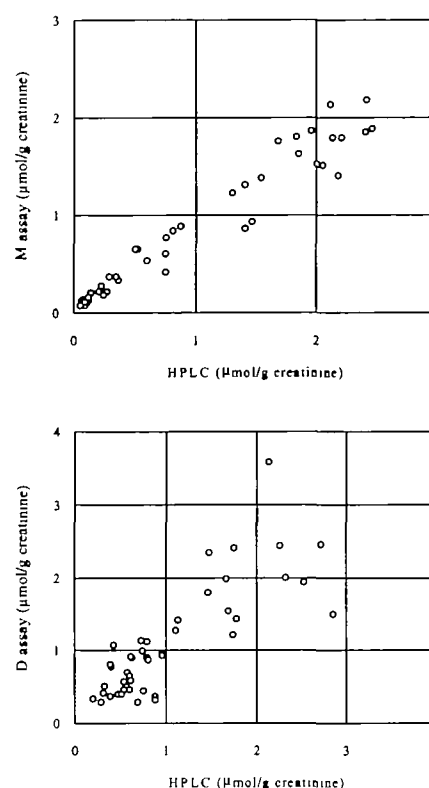 3
2
1
0
M assay (µmol/g creatinine)
0 1 2
HPLC (µmol/g creatinine)
4
3
2
1
0
D assay (µmol/g creatinine)
0 1 2 3
HPLC (µmol/g creatinine)